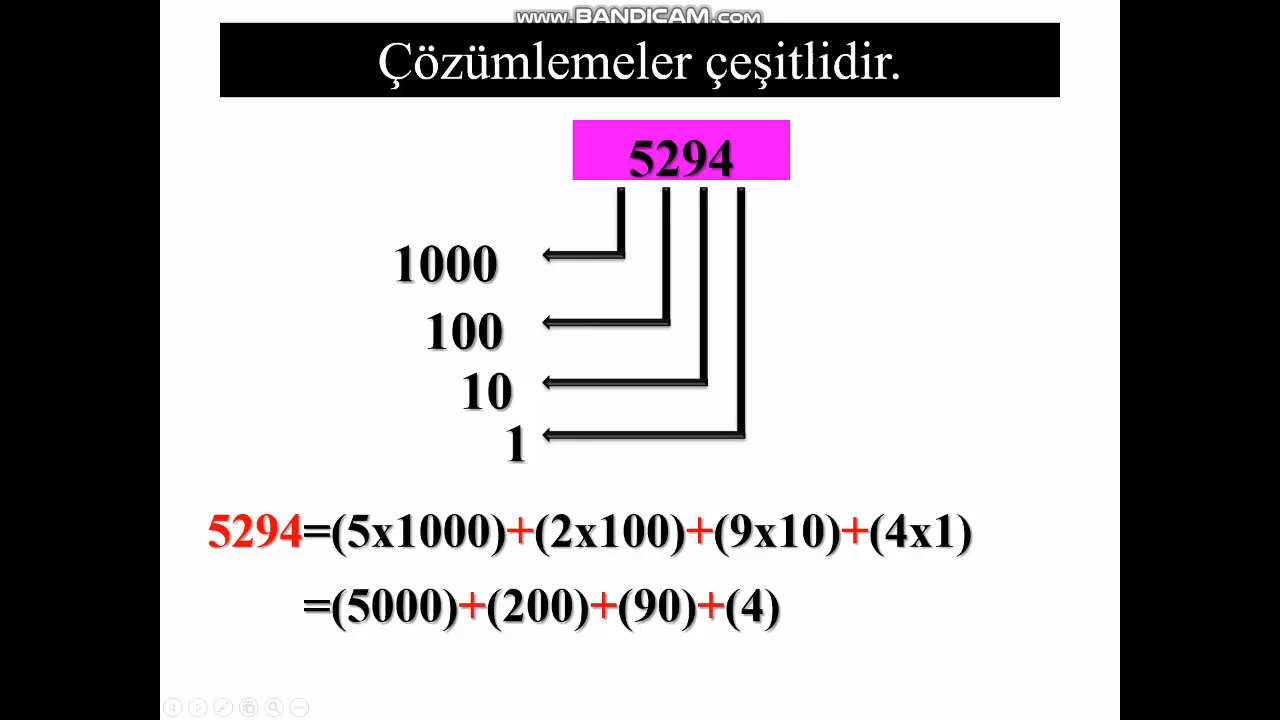 www.BANDICAM.com
Çözümlemeler çeşitlidir.
5294
1000
100
10
1
5294=(5x1000)+(2x100)+(9x10)+(4x1)
=(5000)+(200)+(90)+(4)